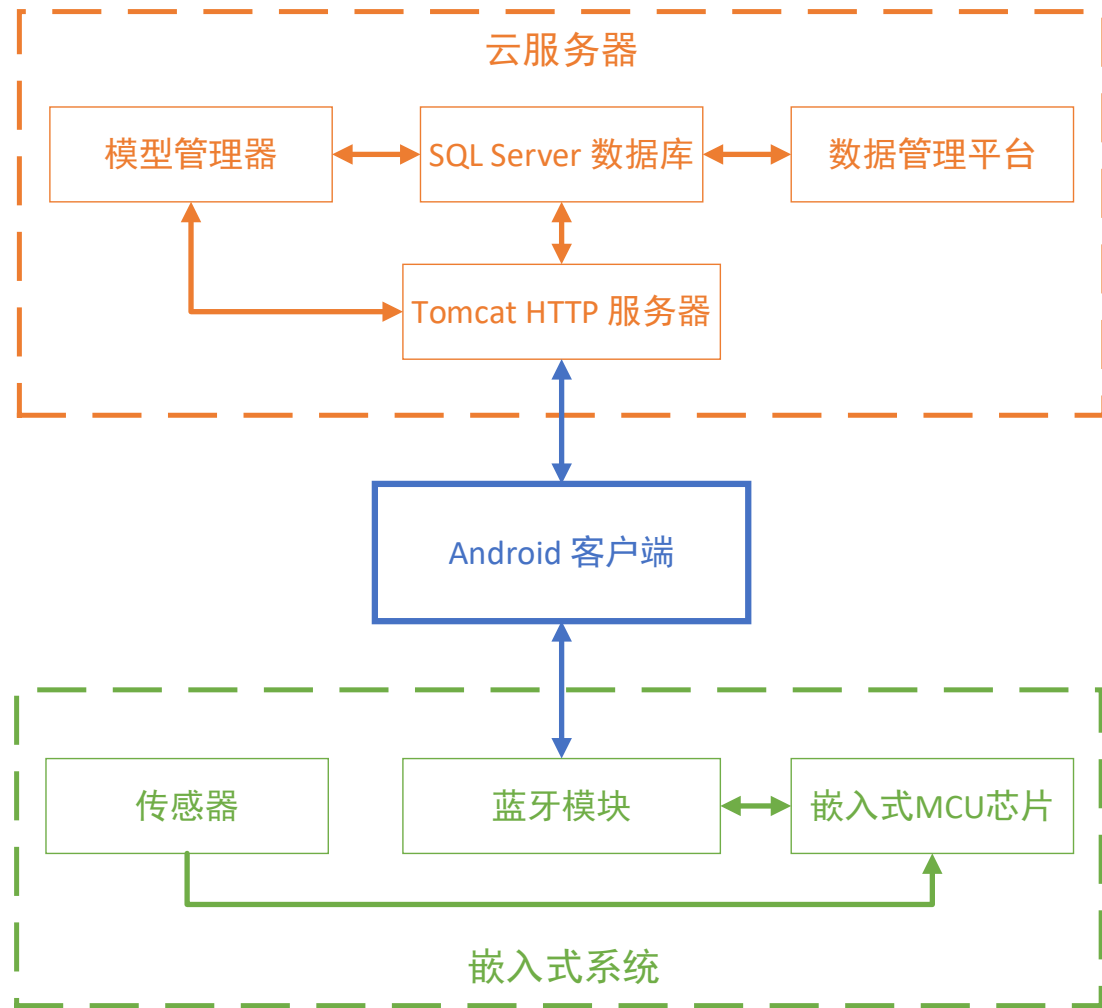 云服务器
模型管理器
SQL Server 数据库
数据管理平台
Tomcat HTTP 服务器
Android 客户端
传感器
蓝牙模块
嵌入式MCU芯片
嵌入式系统